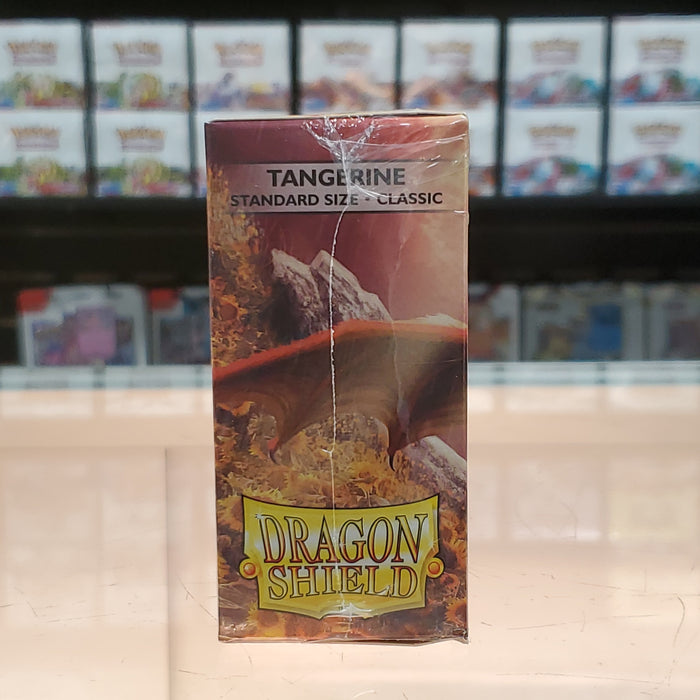 TANGERINE
STANDARD SIZE • CLASSIC
DRAGON
SHIELD